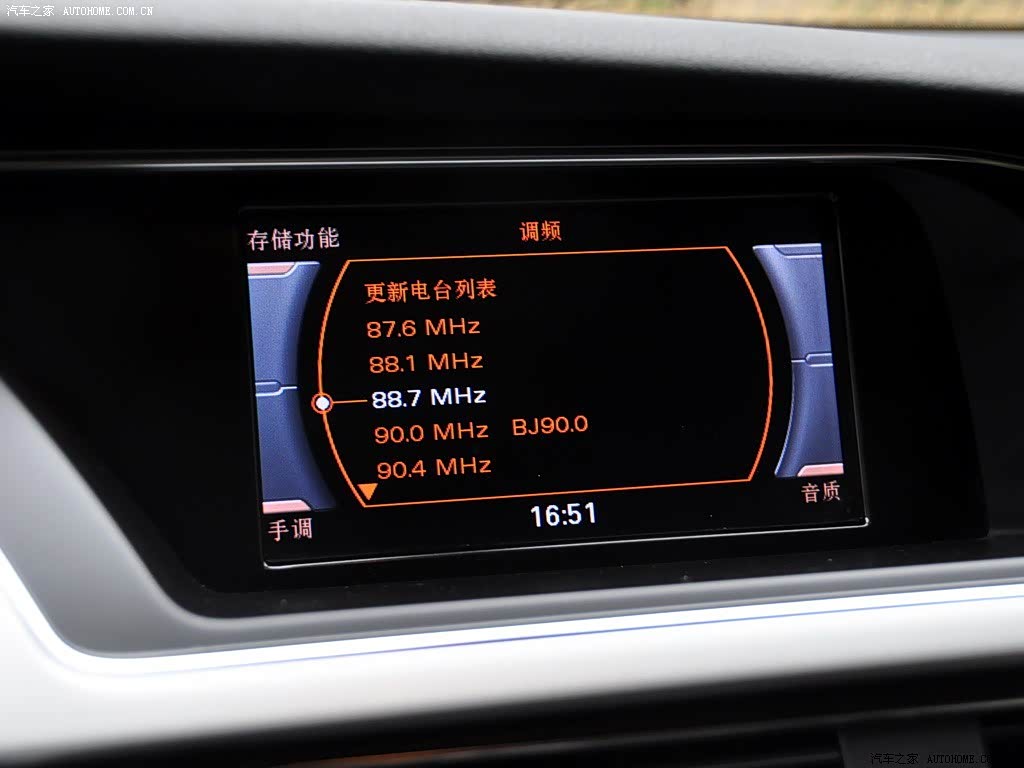 汽车之家 AUTOHOME.COM.CN
存储功能
调频
更新电台列表
87.6 MHz
88.1 MHz
88.7 MHz
90.0 MHz BJ90.0
90.4 MHz
手调
16:51
音质
汽车之家 AUTOHOME.C